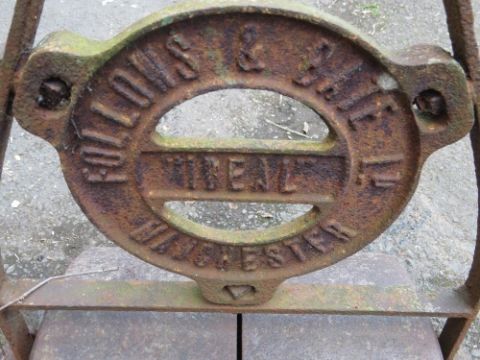 FOLLOWS & BATE LD
"IDEAL"
MANCHESTER